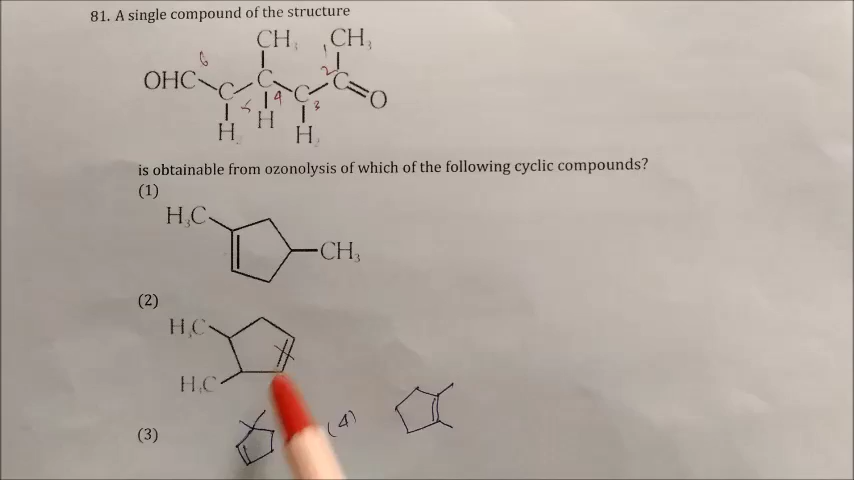 81. A single compound of the structure
CH₃ CH₃
6 1
OHC C 2 C
C 5 4 C 3 O
H₂ H H₂
is obtainable from ozonolysis of which of the following cyclic compounds?
(1)
H₃C
CH₃
(2)
H₃C
H₃C
(3) (4)